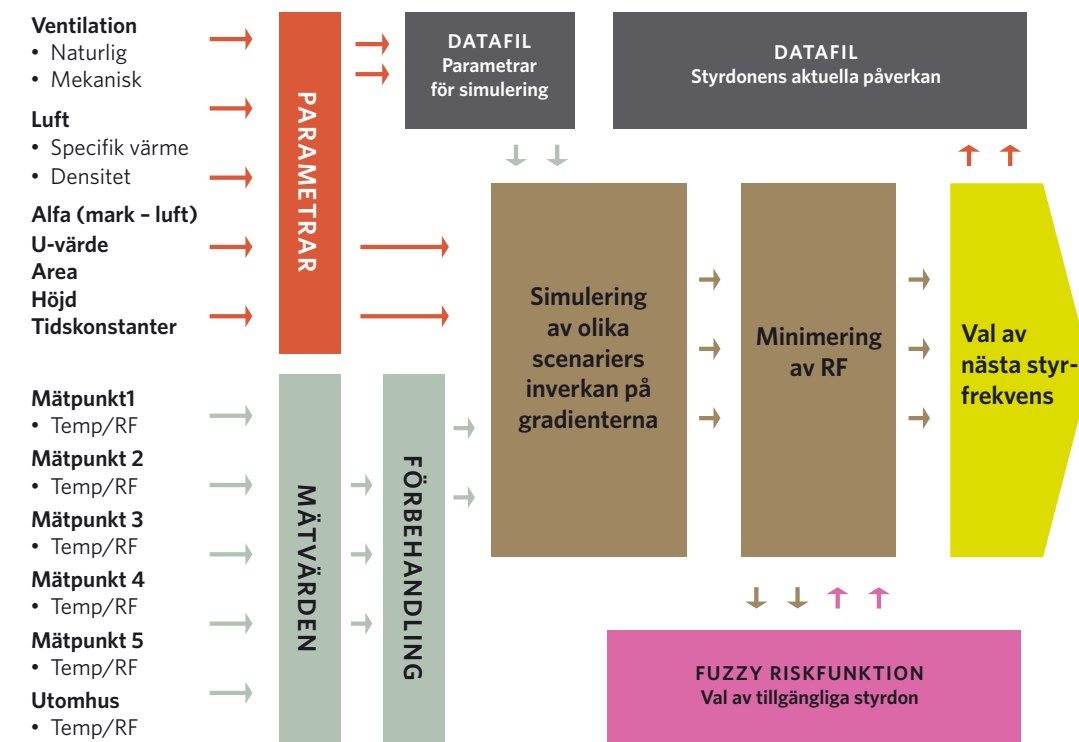 Ventilation
• Naturlig
• Mekanisk
Luft
• Specifik värme
• Densitet
Alfa (mark – luft)
U-värde
Area
Höjd
Tidskonstanter
PARAMETRAR
DATAFIL
Parametrar
för simulering
DATAFIL
Styrdonens aktuella påverkan
Mätpunkt1
• Temp/RF
Mätpunkt 2
• Temp/RF
Mätpunkt 3
• Temp/RF
Mätpunkt 4
• Temp/RF
Mätpunkt 5
• Temp/RF
Utomhus
• Temp/RF
MÄTVÄRDEN
FÖRBEHANDLING
Simulering
av olika
scenariers
inverkan på
gradienterna
Minimering
av RF
Val av
nästa styr-
frekvens
FUZZY RISKFUNKTION
Val av tillgängliga styrdon